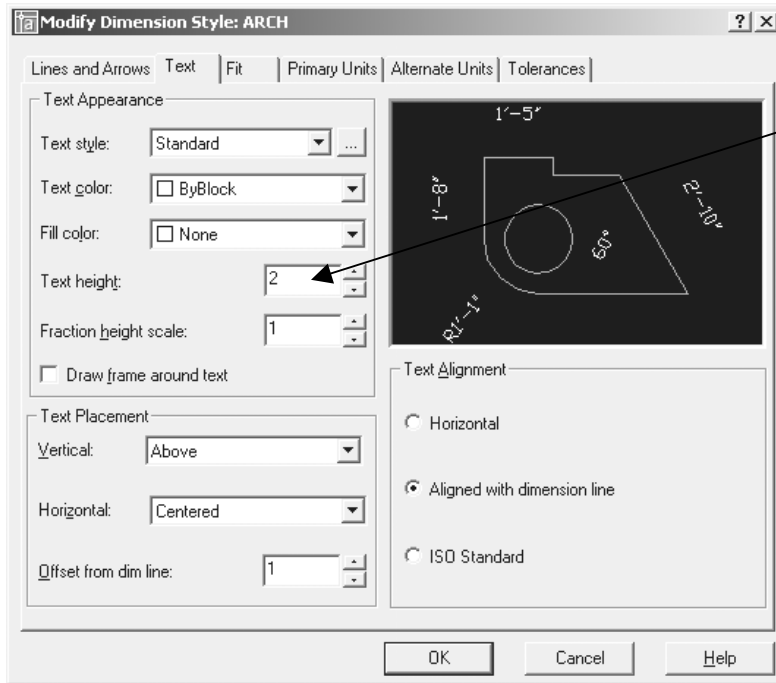 Modify Dimension Style: ARCH
Lines and Arrows Text Fit Primary Units Alternate Units Tolerances
Text Appearance
Text style: Standard ...
Text color: ByBlock
Fill color: None
Text height: 2
Fraction height scale: 1
Draw frame around text
Text Placement
Vertical: Above
Horizontal: Centered
Offset from dim line: 1
1'-5"
1'-8"
2'-10"
60°
R1'-1"
Text Alignment
Horizontal
Aligned with dimension line
ISO Standard
OK Cancel Help